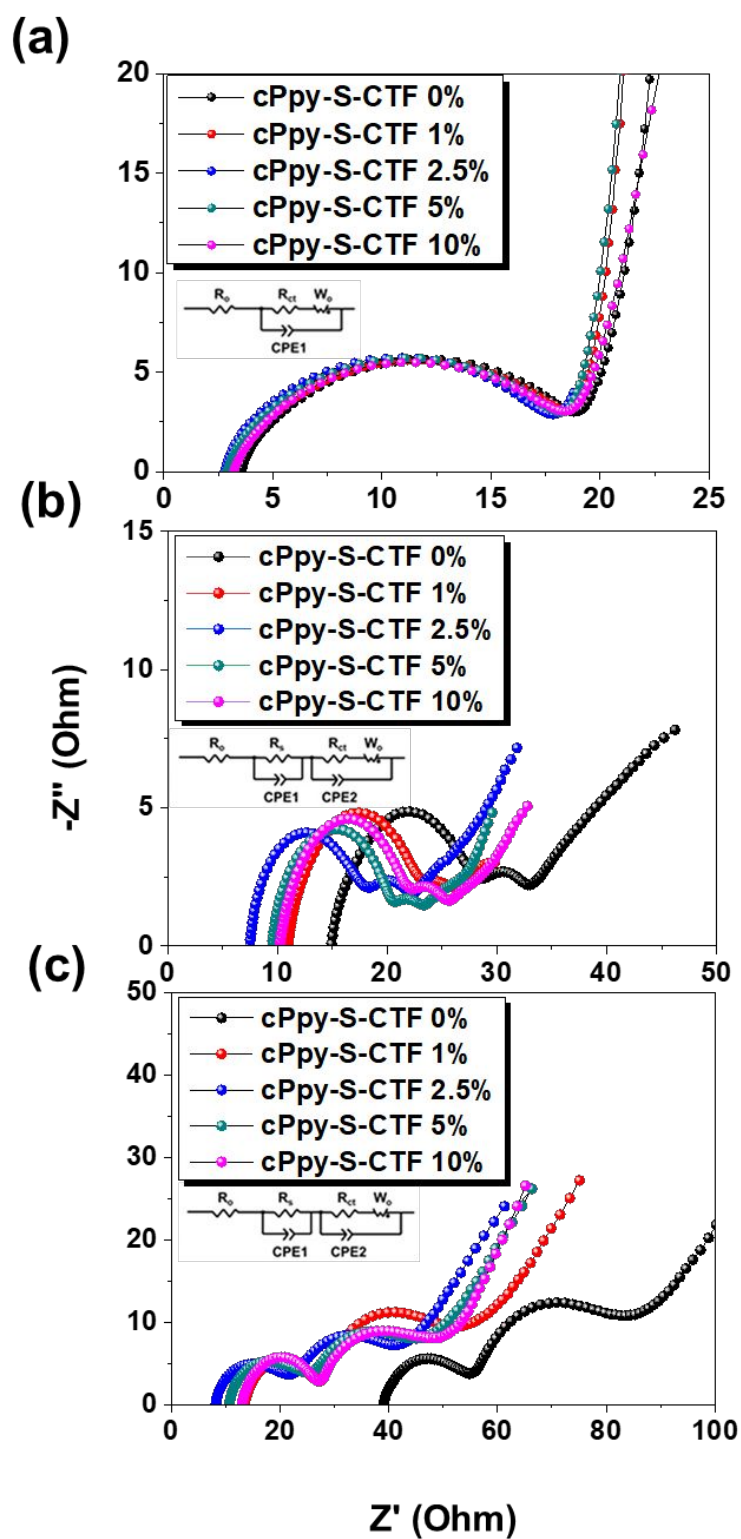 (a)
20
15
10
5
0
cPpy-S-CTF 0%
cPpy-S-CTF 1%
cPpy-S-CTF 2.5%
cPpy-S-CTF 5%
cPpy-S-CTF 10%
Ro Rct Wo
CPE1
0 5 10 15 20 25
(b)
15
10
5
0
cPpy-S-CTF 0%
cPpy-S-CTF 1%
cPpy-S-CTF 2.5%
cPpy-S-CTF 5%
cPpy-S-CTF 10%
Ro Rs Rct Wo
CPE1 CPE2
0 10 20 30 40 50
-Z" (Ohm)
(c)
50
40
30
20
10
0
cPpy-S-CTF 0%
cPpy-S-CTF 1%
cPpy-S-CTF 2.5%
cPpy-S-CTF 5%
cPpy-S-CTF 10%
Ro Rs Rct Wo
CPE1 CPE2
0 20 40 60 80 100
Z' (Ohm)